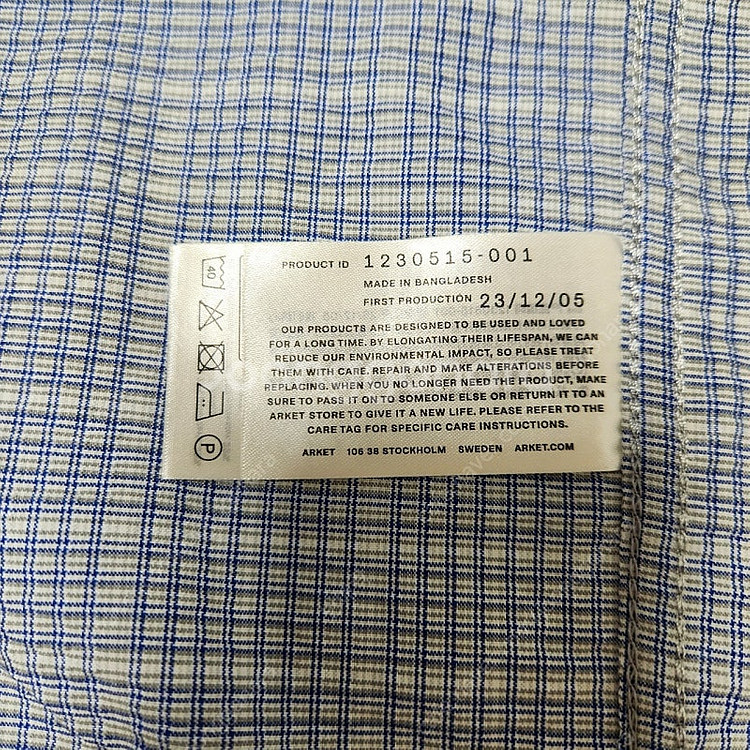 PRODUCT ID 1230515-001
MADE IN BANGLADESH
FIRST PRODUCTION 23/12/05
OUR PRODUCTS ARE DESIGNED TO BE USED AND LOVED
FOR A LONG TIME. BY ELONGATING THEIR LIFESPAN, WE CAN
REDUCE OUR ENVIRONMENTAL IMPACT, SO PLEASE TREAT
THEM WITH CARE. REPAIR AND MAKE ALTERATIONS BEFORE
REPLACING. WHEN YOU NO LONGER NEED THE PRODUCT, MAKE
SURE TO PASS IT ON TO SOMEONE ELSE OR RETURN IT TO AN
ARKET STORE TO GIVE IT A NEW LIFE. PLEASE REFER TO THE
CARE TAG FOR SPECIFIC CARE INSTRUCTIONS.
ARKET 106 38 STOCKHOLM SWEDEN ARKET.COM
40
P